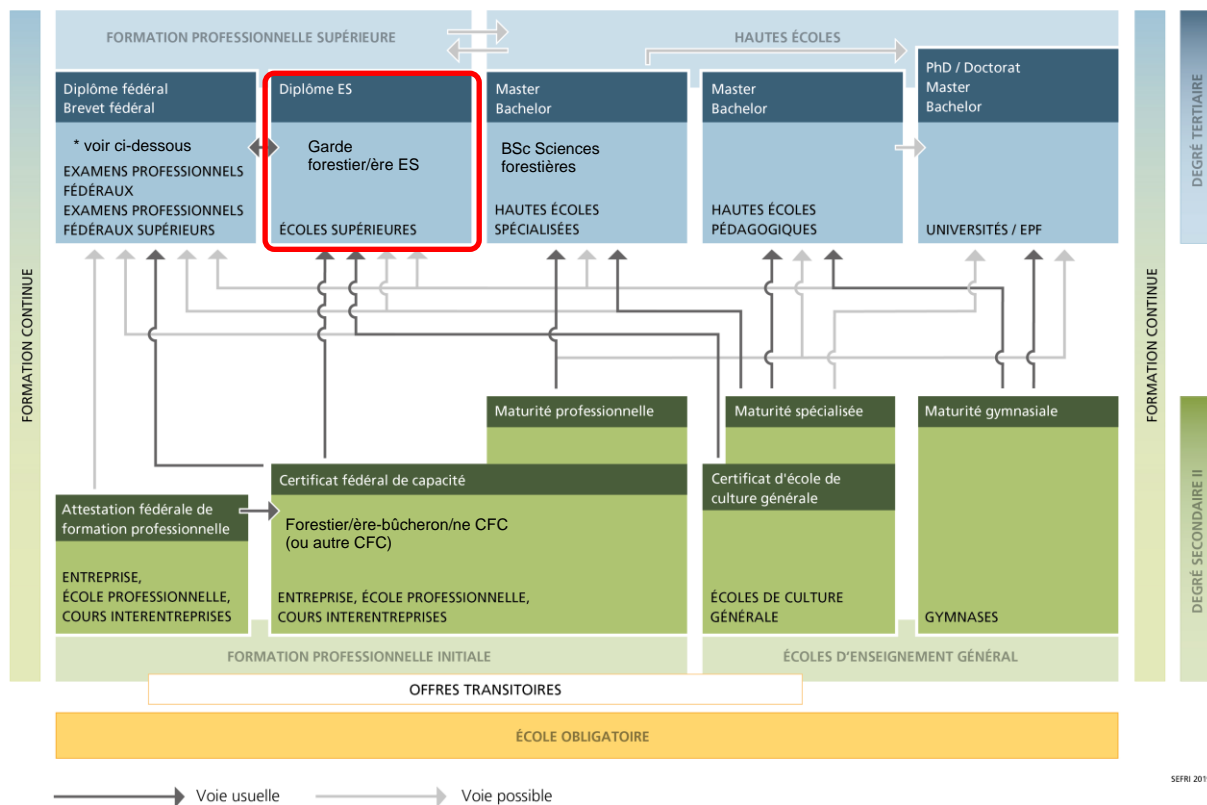 FORMATION PROFESSIONNELLE SUPÉRIEURE
HAUTES ÉCOLES
Diplôme fédéral
Brevet fédéral
* voir ci-dessous
EXAMENS PROFESSIONNELS
FÉDÉRAUX
EXAMENS PROFESSIONNELS
FÉDÉRAUX SUPÉRIEURS
Diplôme ES
Garde
forestier/ère ES
ÉCOLES SUPÉRIEURES
Master
Bachelor
BSc Sciences
forestières
HAUTES ÉCOLES
SPÉCIALISÉES
Master
Bachelor
HAUTES ÉCOLES
PÉDAGOGIQUES
PhD / Doctorat
Master
Bachelor
UNIVERSITÉS / EPF
DEGRÉ TERTIAIRE
FORMATION CONTINUE
FORMATION CONTINUE
Maturité professionnelle
Maturité spécialisée
Maturité gymnasiale
Certificat fédéral de capacité
Certificat d'école de
culture générale
Attestation fédérale de
formation professionnelle
Forestier/ère-bûcheron/ne CFC
(ou autre CFC)
ENTREPRISE,
ÉCOLE PROFESSIONNELLE,
COURS INTERENTREPRISES
ENTREPRISE, ÉCOLE PROFESSIONNELLE,
COURS INTERENTREPRISES
ÉCOLES DE CULTURE
GÉNÉRALE
GYMNASES
DEGRÉ SECONDAIRE II
FORMATION PROFESSIONNELLE INITIALE
ÉCOLES D'ENSEIGNEMENT GÉNÉRAL
OFFRES TRANSITOIRES
ÉCOLE OBLIGATOIRE
Voie usuelle
Voie possible
SEFRI 2019